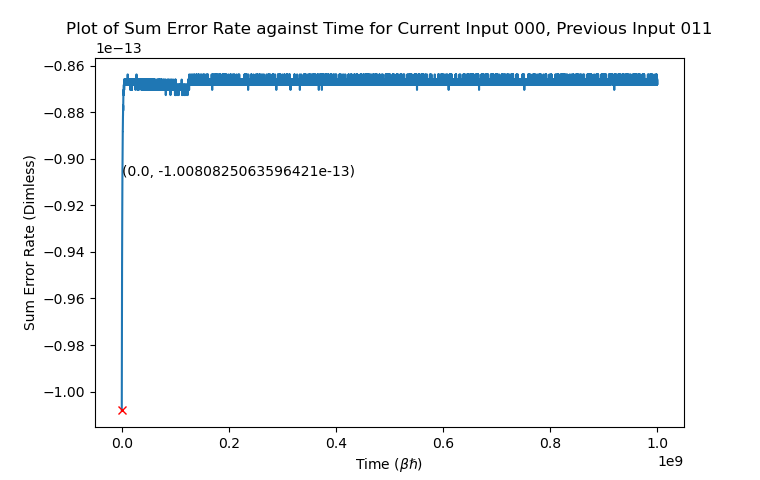 Plot of Sum Error Rate against Time for Current Input 000, Previous Input 011
1e−13
−0.86
−0.88
−0.90
(0.0, -1.0080825063596421e-13)
−0.92
−0.94
−0.96
−0.98
−1.00
Sum Error Rate (Dimless)
0.0 0.2 0.4 0.6 0.8 1.0
1e9
Time (βℏ)